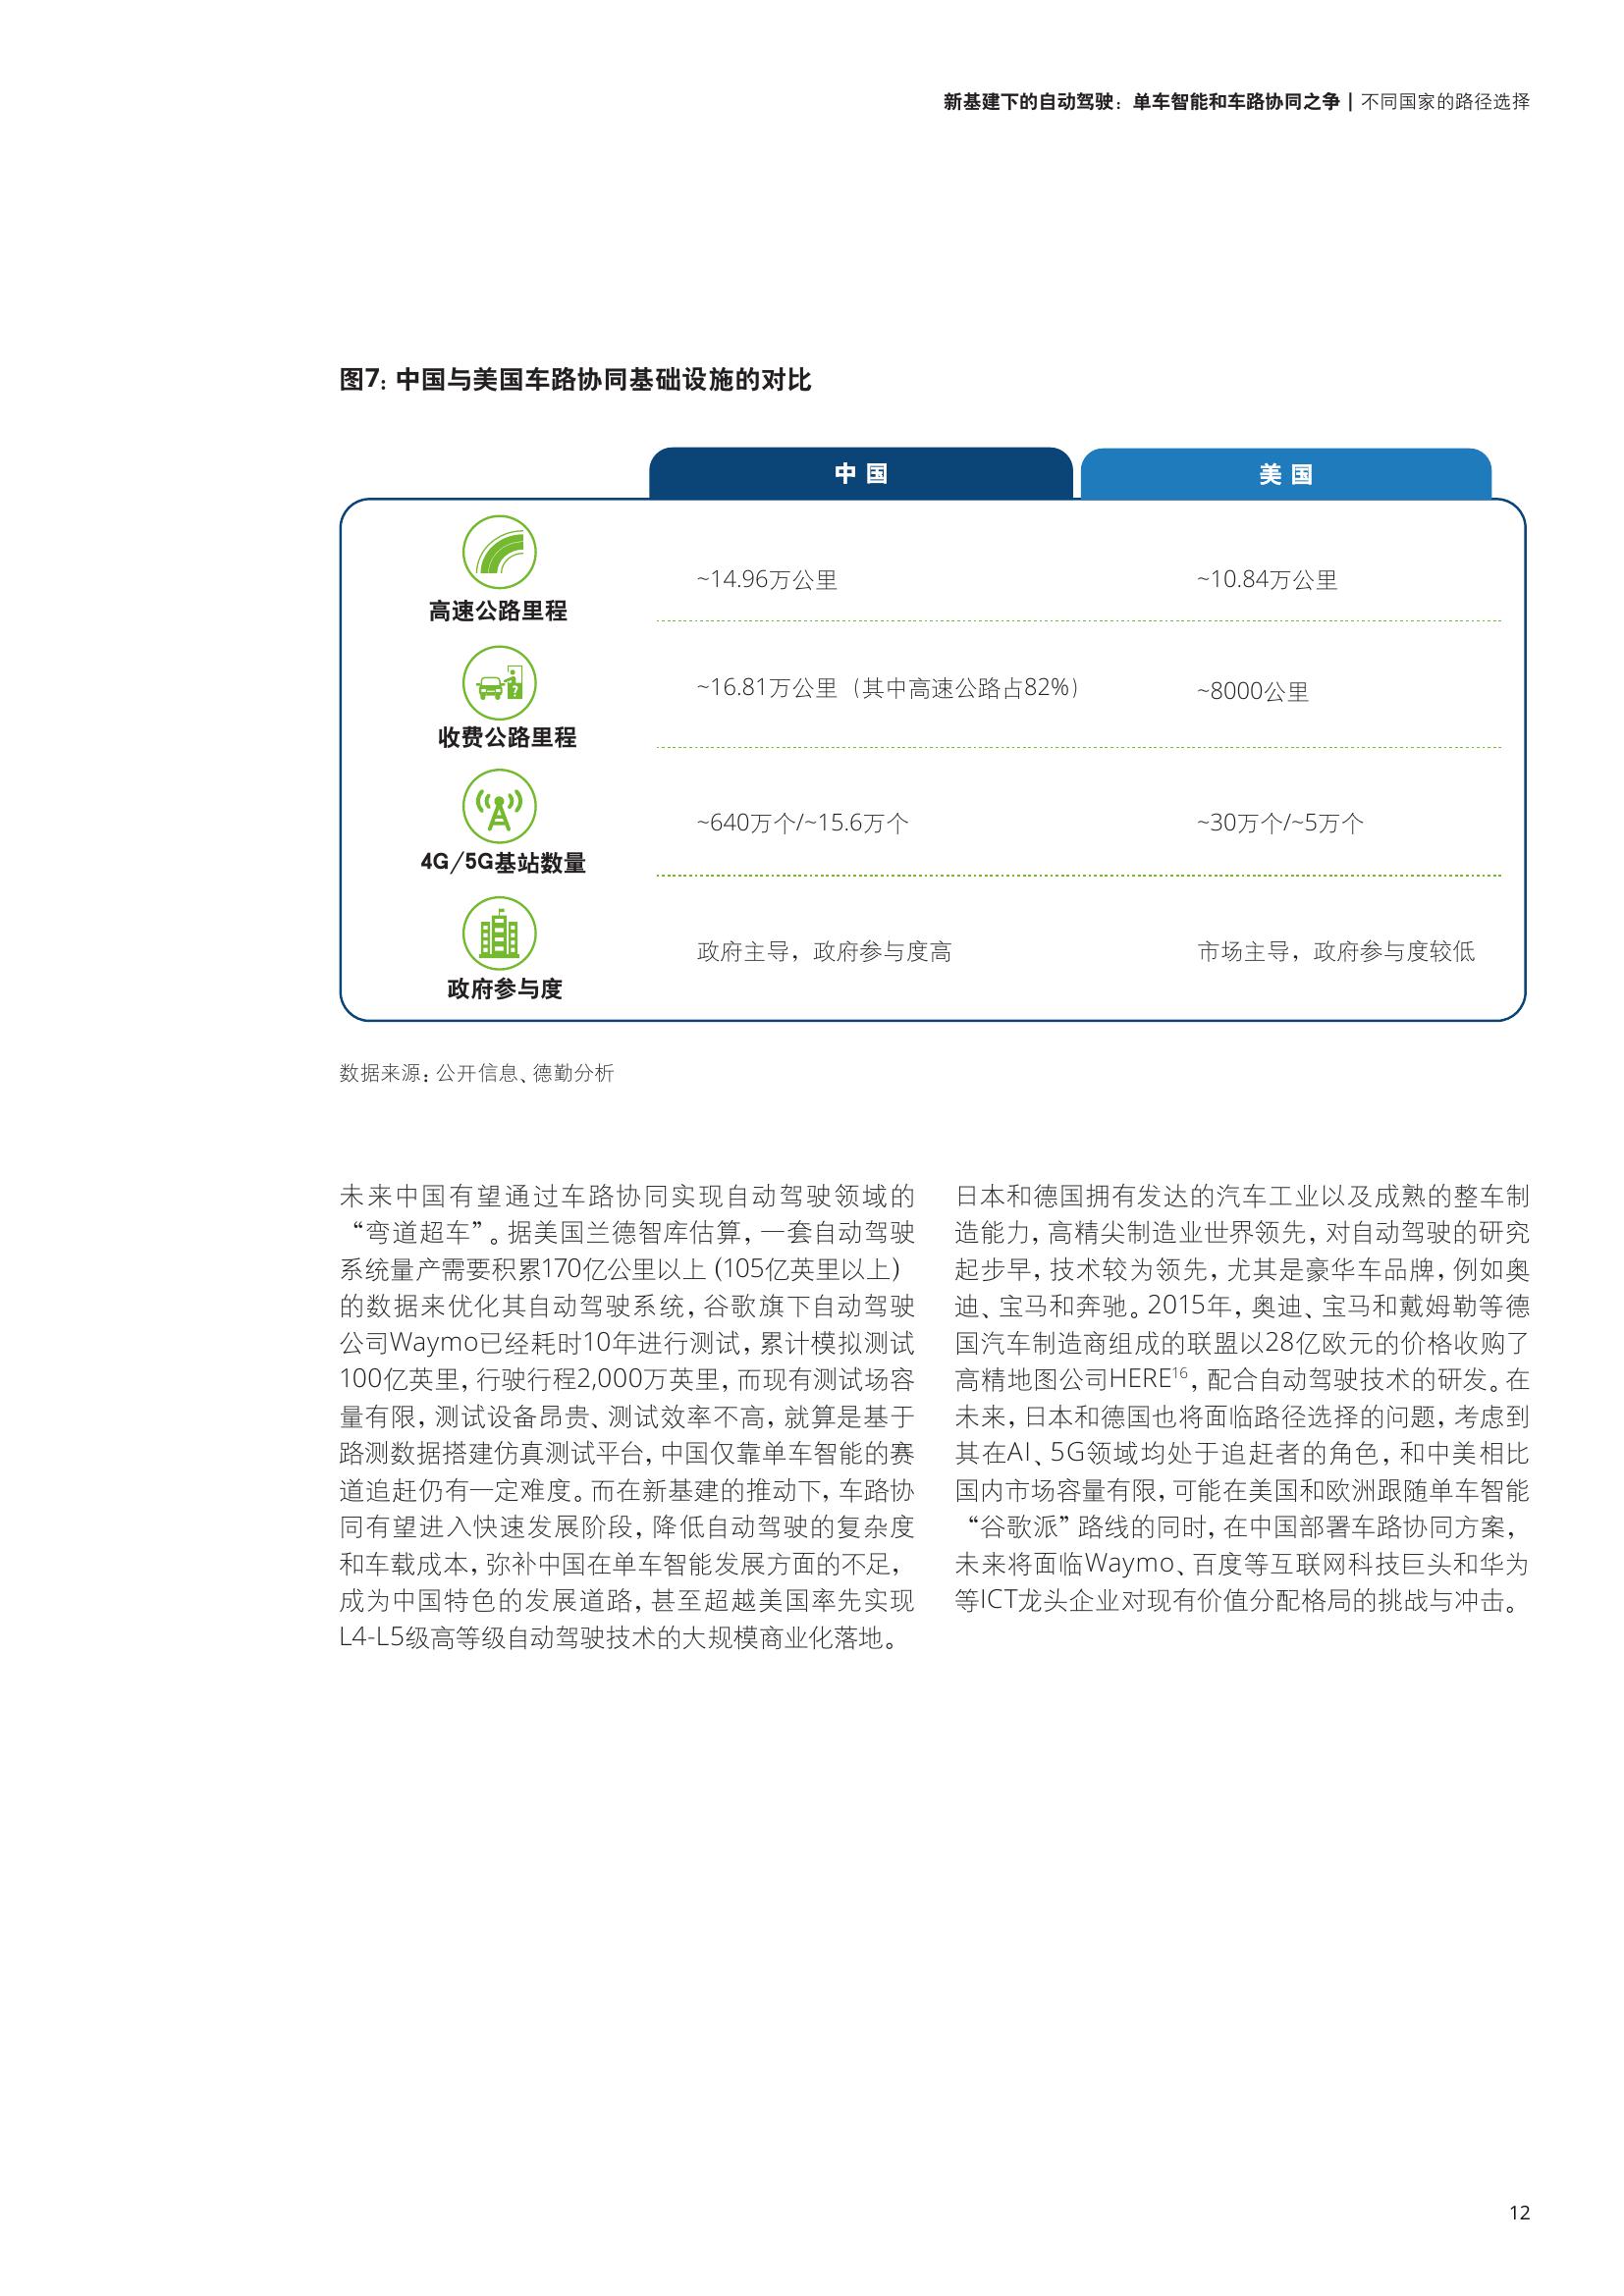 新基建下的自动驾驶：单车智能和车路协同之争 | 不同国家的路径选择
图7: 中国与美国车路协同基础设施的对比
中国 美国
高速公路里程 ~14.96万公里 ~10.84万公里
收费公路里程 ~16.81万公里（其中高速公路占82%） ~8000公里
4G/5G基站数量 ~640万个/~15.6万个 ~30万个/~5万个
政府参与度 政府主导，政府参与度高 市场主导，政府参与度较低
数据来源：公开信息、德勤分析
未来中国有望通过车路协同实现自动驾驶领域的
“弯道超车”。据美国兰德智库估算，一套自动驾驶
系统量产需要积累170亿公里以上 (105亿英里以上）
的数据来优化其自动驾驶系统，谷歌旗下自动驾驶
公司Waymo已经耗时10年进行测试，累计模拟测试
100亿英里，行驶行程2,000万英里，而现有测试场容
量有限，测试设备昂贵、测试效率不高，就算是基于
路测数据搭建仿真测试平台，中国仅靠单车智能的赛
道追赶仍有一定难度。而在新基建的推动下，车路协
同有望进入快速发展阶段，降低自动驾驶的复杂度
和车载成本，弥补中国在单车智能发展方面的不足，
成为中国特色的发展道路，甚至超越美国率先实现
L4-L5级高等级自动驾驶技术的大规模商业化落地。
日本和德国拥有发达的汽车工业以及成熟的整车制
造能力，高精尖制造业世界领先，对自动驾驶的研究
起步早，技术较为领先，尤其是豪华车品牌，例如奥
迪、宝马和奔驰。2015年，奥迪、宝马和戴姆勒等德
国汽车制造商组成的联盟以28亿欧元的价格收购了
高精地图公司HERE16，配合自动驾驶技术的研发。在
未来，日本和德国也将面临路径选择的问题，考虑到
其在AI、5G领域均处于追赶者的角色，和中美相比
国内市场容量有限，可能在美国和欧洲跟随单车智能
“谷歌派”路线的同时，在中国部署车路协同方案，
未来将面临Waymo、百度等互联网科技巨头和华为
等ICT龙头企业对现有价值分配格局的挑战与冲击。
12